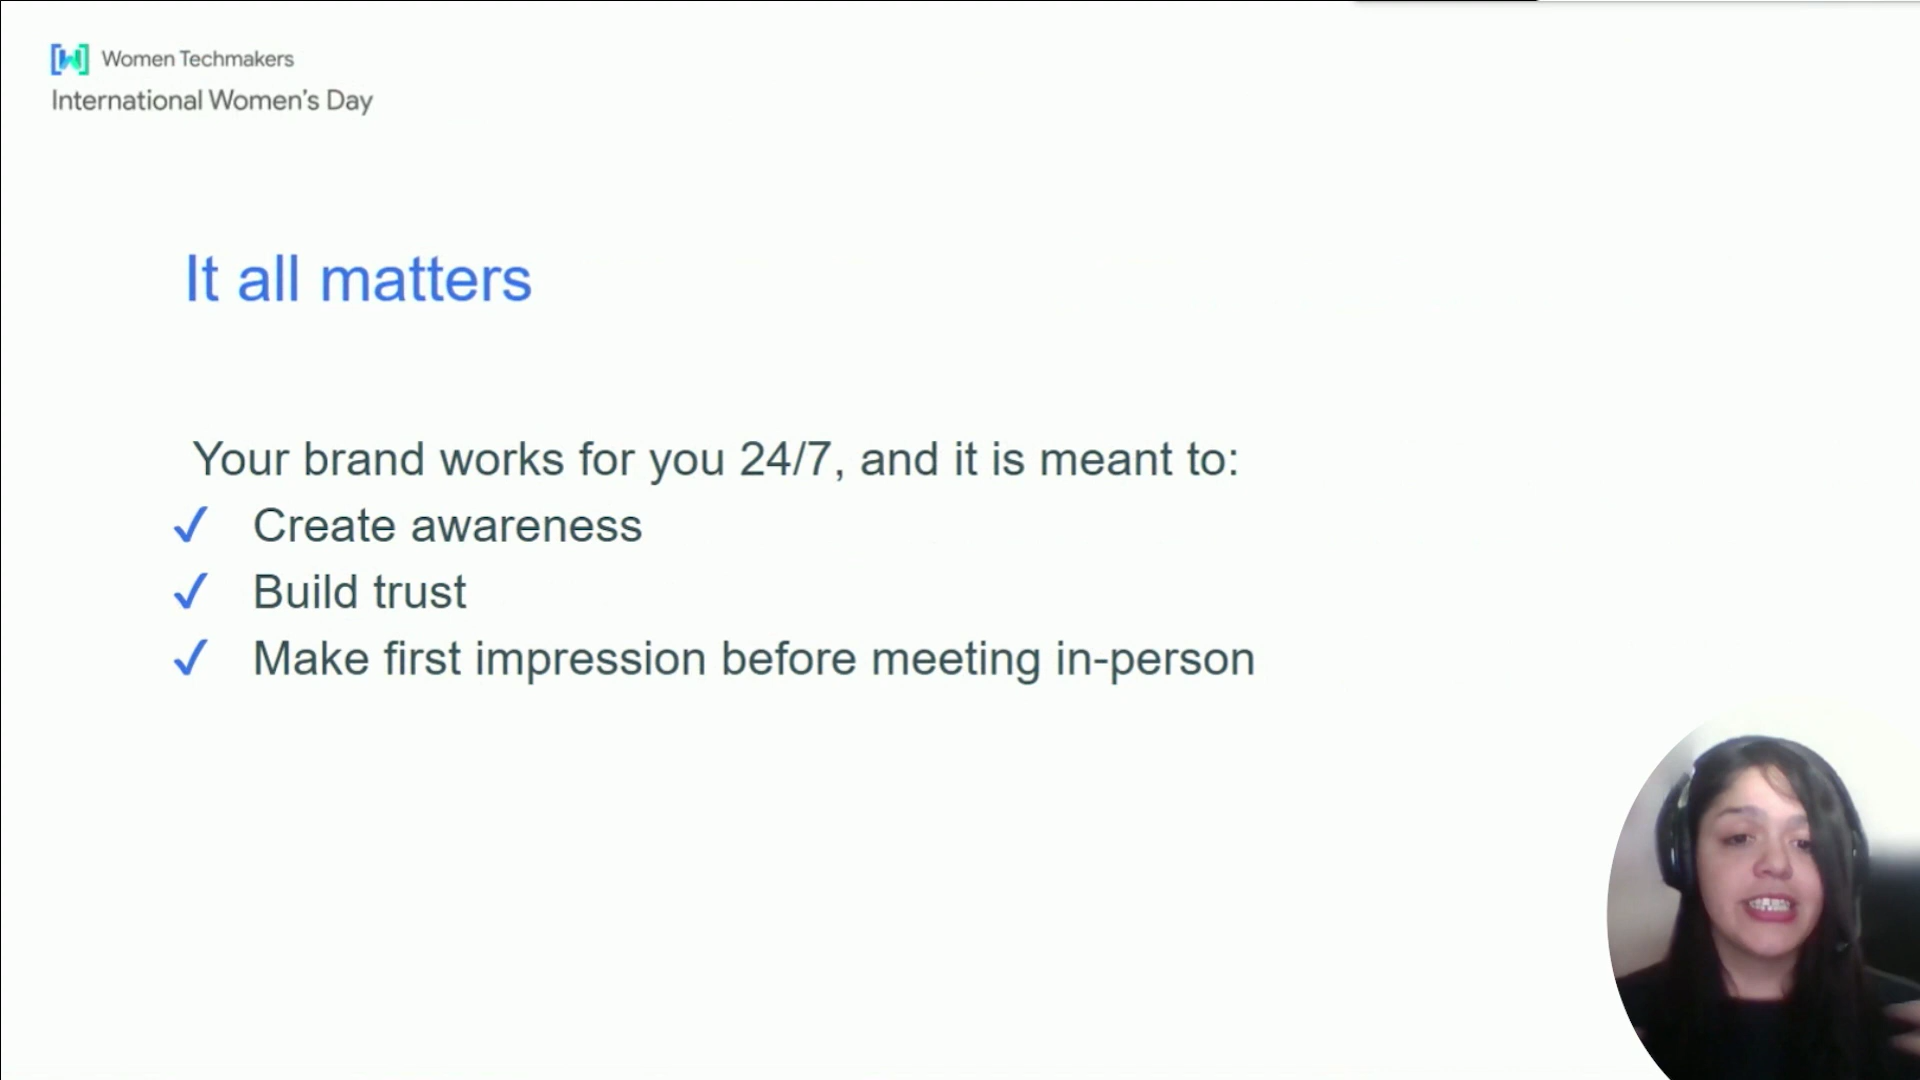 Women Techmakers
International Women's Day
It all matters
Your brand works for you 24/7, and it is meant to:
✓ Create awareness
✓ Build trust
✓ Make first impression before meeting in-person